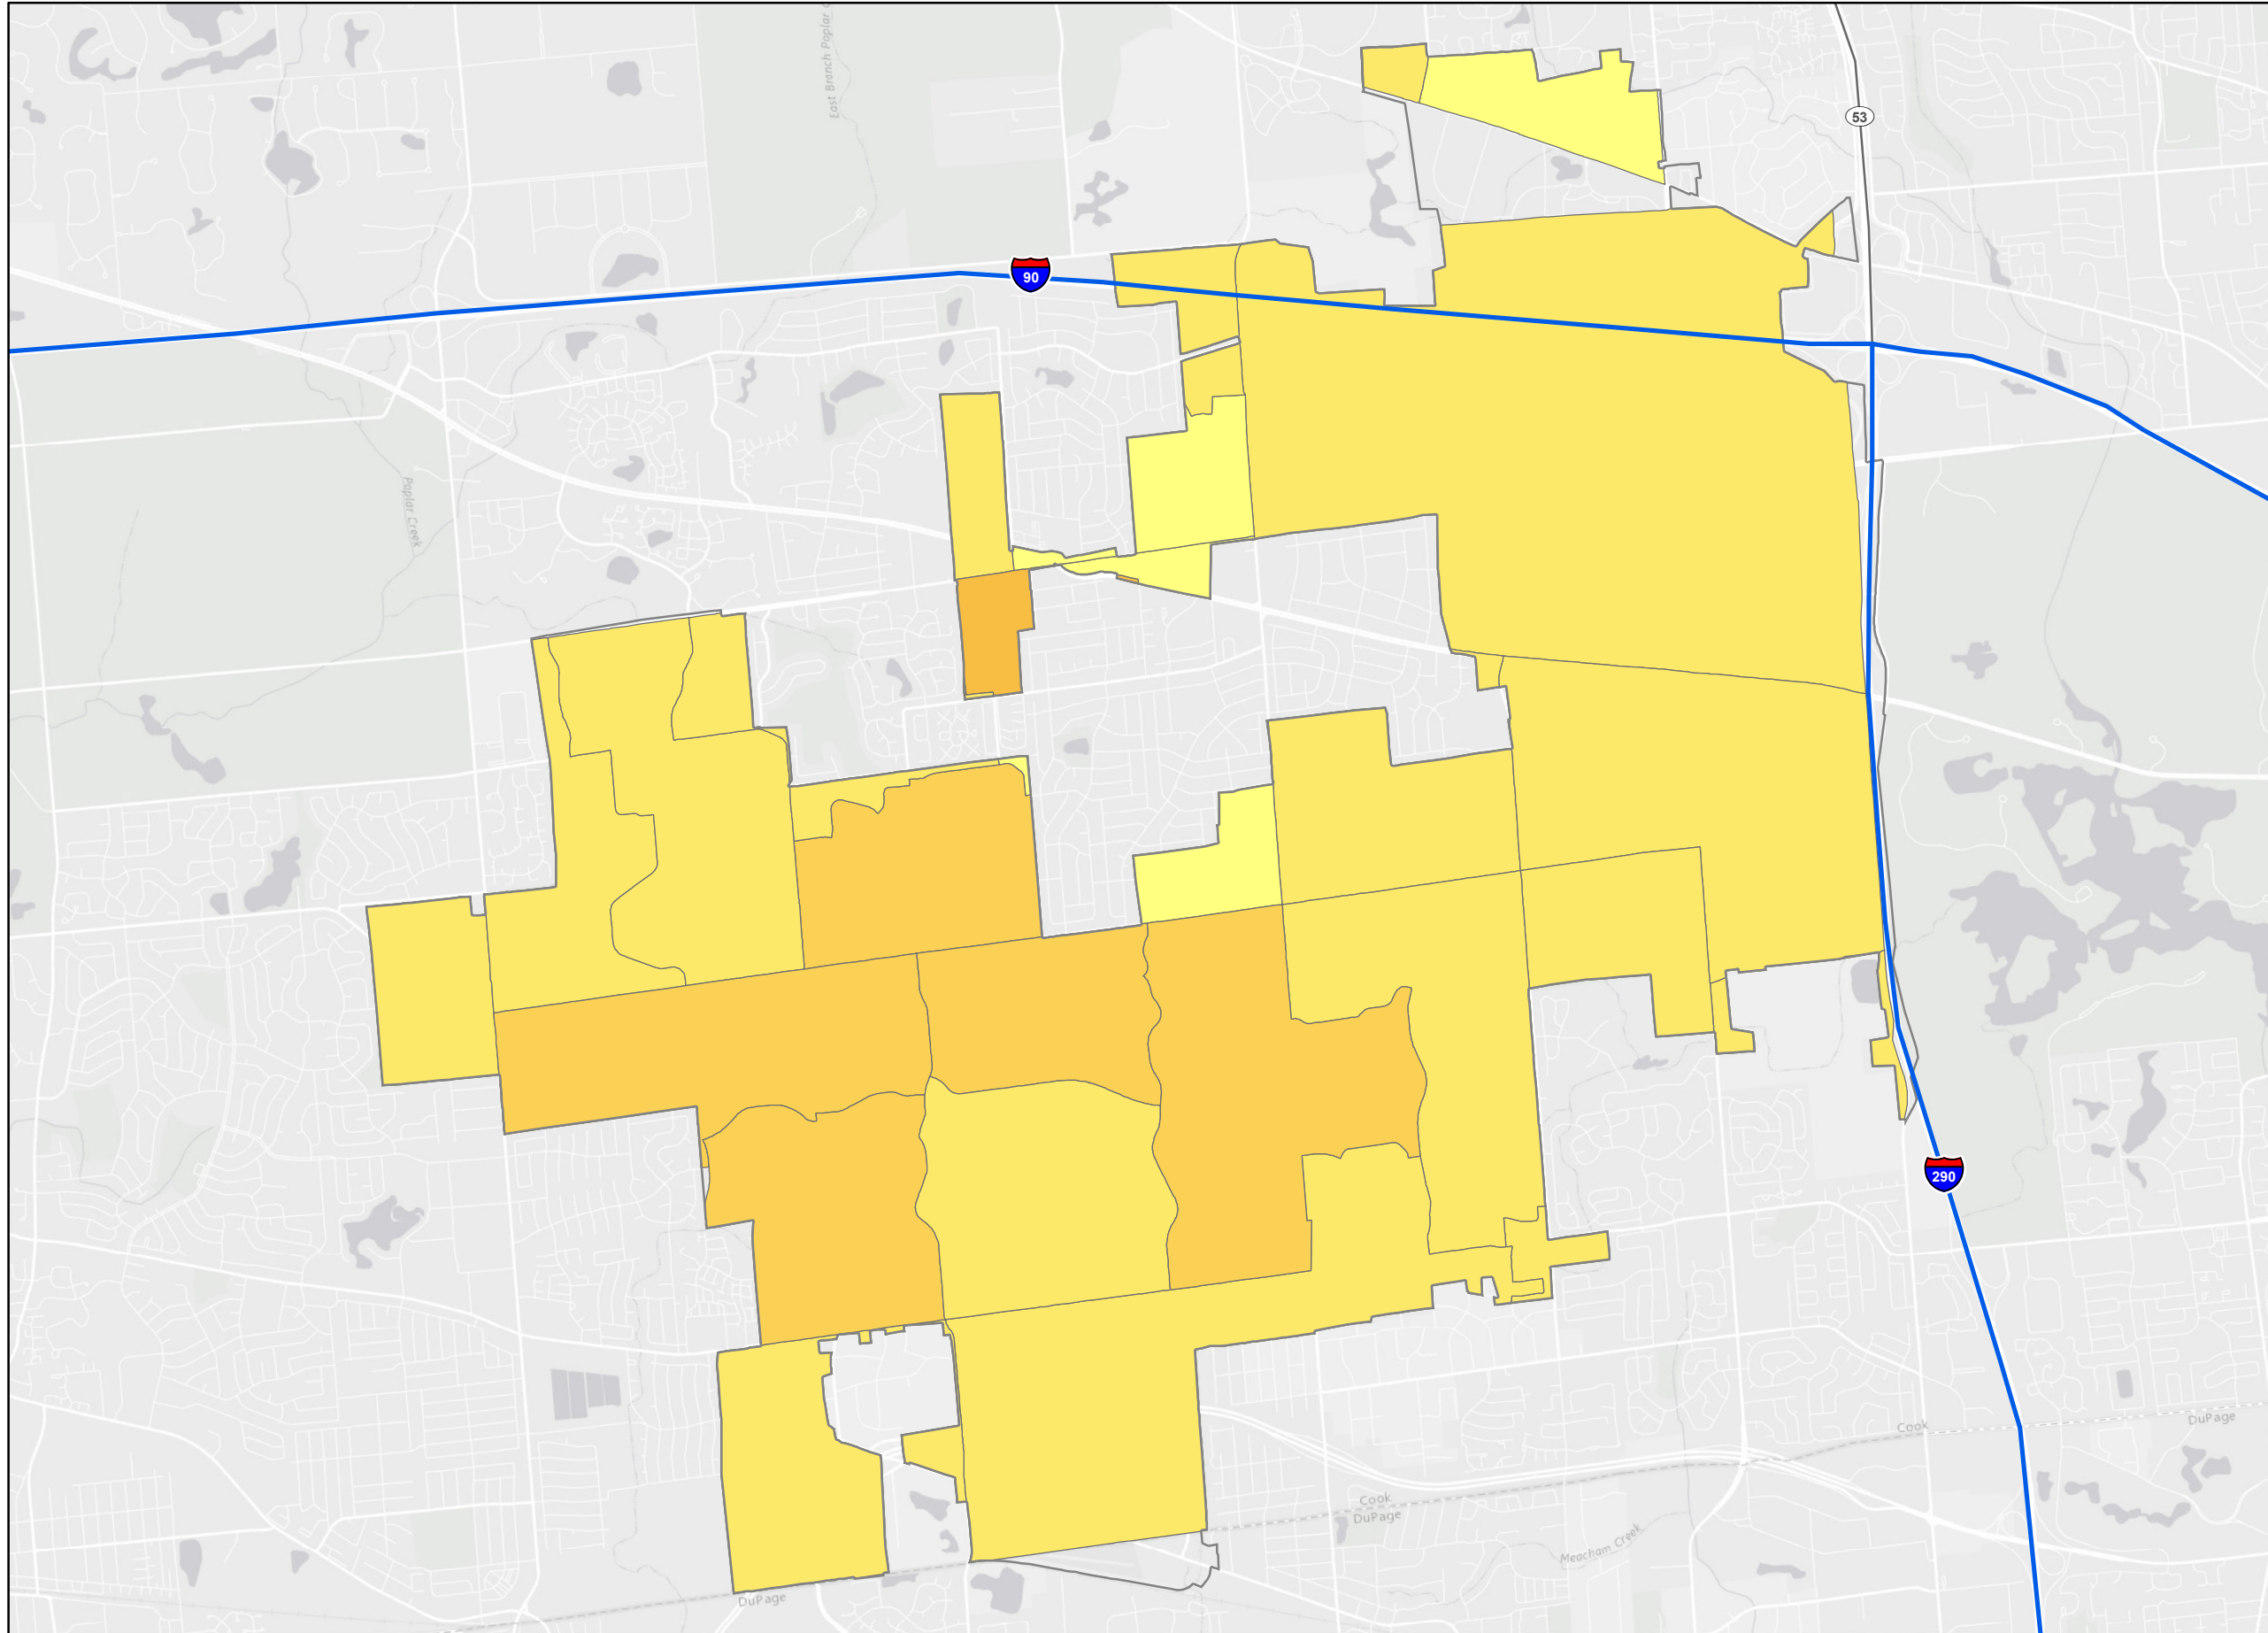 East Branch Poplar C
53
90
Poplar Creek
290
Cook
DuPage
Cook
DuPage
Meacham Creek
DuPage